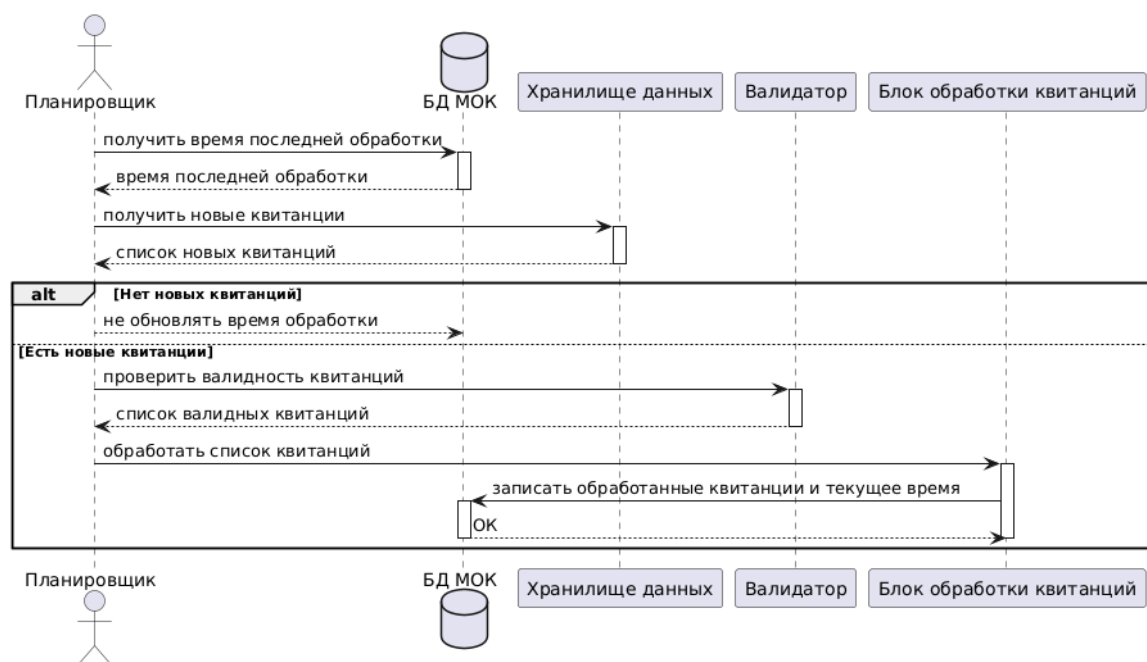 Планировщик
БД МОК
Хранилище данных
Валидатор
Блок обработки квитанций
получить время последней обработки
время последней обработки
получить новые квитанции
список новых квитанций
alt
[Нет новых квитанций]
не обновлять время обработки
[Есть новые квитанции]
проверить валидность квитанций
список валидных квитанций
обработать список квитанций
записать обработанные квитанции и текущее время
ОК
Планировщик
БД МОК
Хранилище данных
Валидатор
Блок обработки квитанций